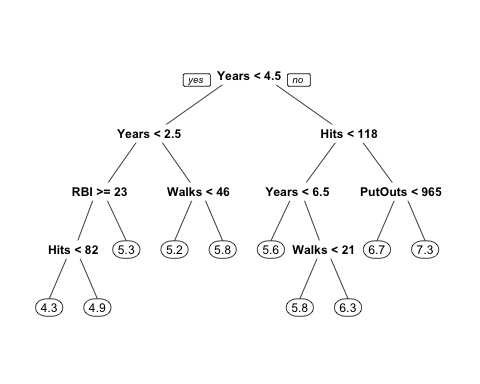 yes Years < 4.5 no
Years < 2.5 Hits < 118
RBI >= 23 Walks < 46 Years < 6.5 PutOuts < 965
Hits < 82 5.3 5.2 5.8 5.6 Walks < 21 6.7 7.3
4.3 4.9 5.8 6.3